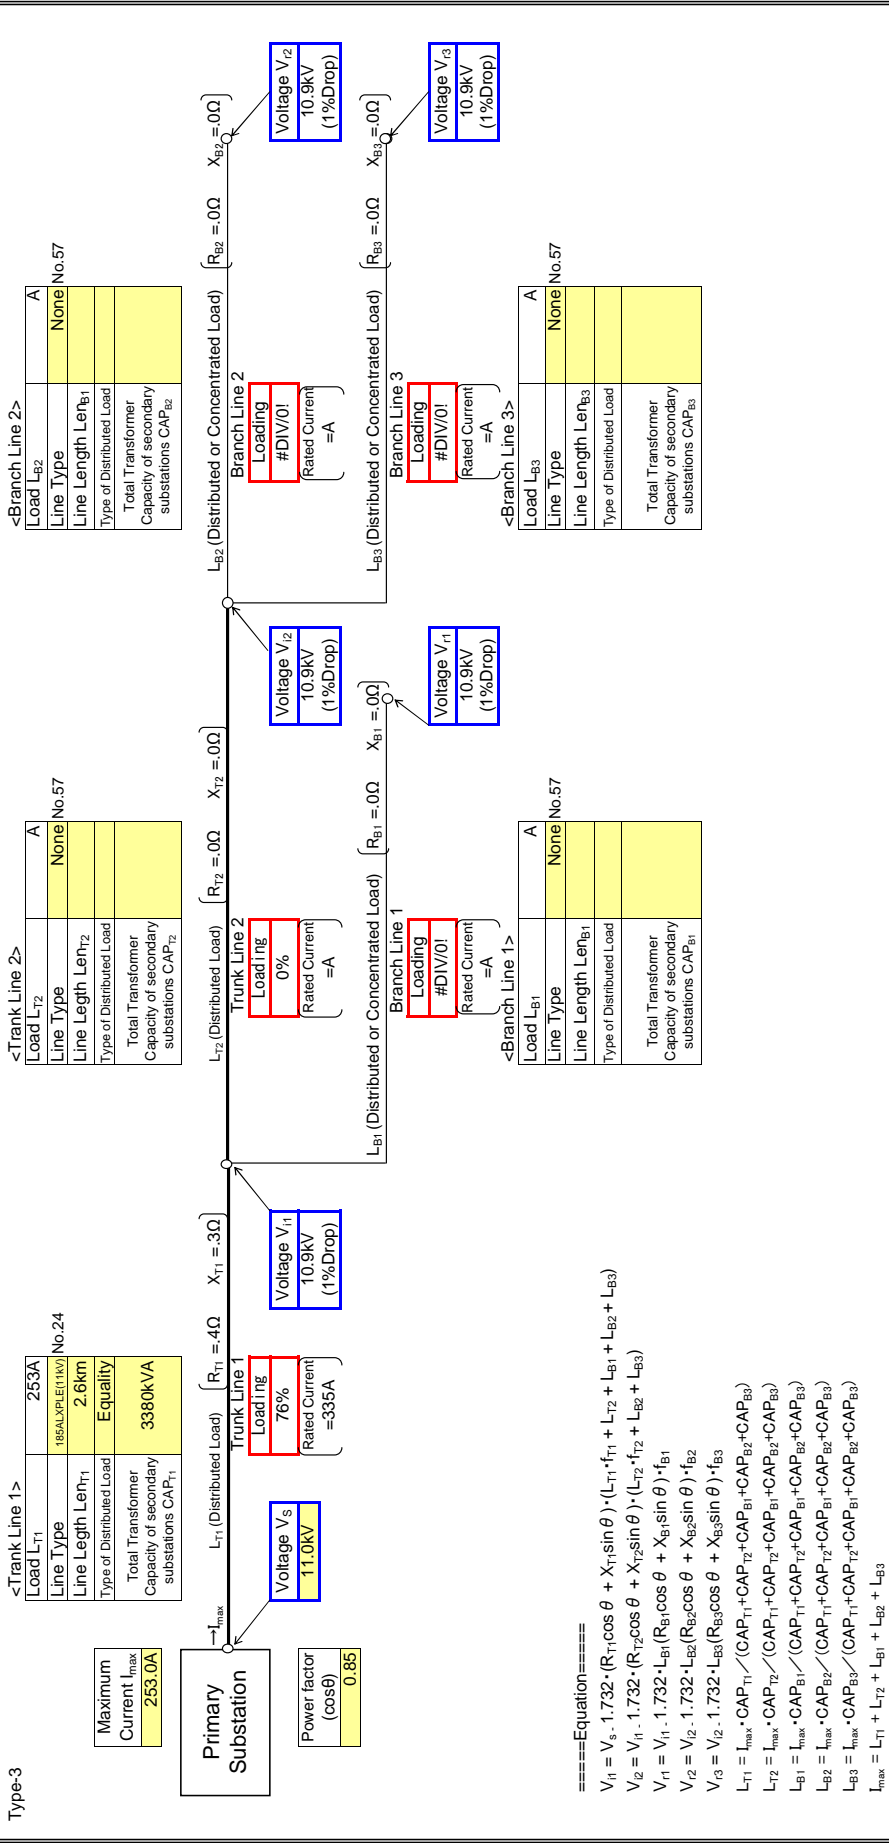 Type-3
<Trank Line 1>
Load LT1 253A
Line Type 185ALXPLE(11kV) No.24
Line Legth LenT1 2.6km
Type of Distributed Load Equality
Total Transformer
Capacity of secondary
substations CAPT1
3380kVA
<Trank Line 2>
Load LT2 A
Line Type None No.57
Line Legth LenT2
Type of Distributed Load
Total Transformer
Capacity of secondary
substations CAPT2
<Branch Line 2>
Load LB2 A
Line Type None No.57
Line Length LenB1
Type of Distributed Load
Total Transformer
Capacity of secondary
substations CAPB2
Maximum
Current Imax
253.0A
Primary
Substation
Power factor
(cosθ)
0.85
→Imax
Voltage VS
11.0kV
LT1 (Distributed Load)
RT1 =.4Ω XT1 =.3Ω
Trunk Line 1
Loading
76%
Rated Current
=335A
Voltage Vi1
10.9kV
(1%Drop)
LT2 (Distributed Load)
RT2 =.0Ω XT2 =.0Ω
Trunk Line 2
Loading
0%
Rated Current
=A
Voltage Vi2
10.9kV
(1%Drop)
LB2 (Distributed or Concentrated Load)
RB2 =.0Ω XB2 =.0Ω
Branch Line 2
Loading
#DIV/0!
Rated Current
=A
Voltage Vr2
10.9kV
(1%Drop)
LB1 (Distributed or Concentrated Load)
RB1 =.0Ω XB1 =.0Ω
Branch Line 1
Loading
#DIV/0!
Rated Current
=A
Voltage Vr1
10.9kV
(1%Drop)
LB3 (Distributed or Concentrated Load)
RB3 =.0Ω XB3 =.0Ω
Branch Line 3
Loading
#DIV/0!
Rated Current
=A
Voltage Vr3
10.9kV
(1%Drop)
<Branch Line 1>
Load LB1 A
Line Type None No.57
Line Length LenB1
Type of Distributed Load
Total Transformer
Capacity of secondary
substations CAPB1
<Branch Line 3>
Load LB3 A
Line Type None No.57
Line Length LenB3
Type of Distributed Load
Total Transformer
Capacity of secondary
substations CAPB3
=====Equation=====
Vi1 = Vs - 1.732・(RT1cosθ + XT1sinθ)・(LT1・fT1 + LT2 + LB1 + LB2 + LB3)
Vi2 = Vi1 - 1.732・(RT2cosθ + XT2sinθ)・(LT2・fT2 + LB2 + LB3)
Vr1 = Vi1 - 1.732・LB1(RB1cosθ + XB1sinθ)・fB1
Vr2 = Vi2 - 1.732・LB2(RB2cosθ + XB2sinθ)・fB2
Vr3 = Vi2 - 1.732・LB3(RB3cosθ + XB3sinθ)・fB3
LT1 = Imax・CAPT1／(CAPT1+CAPT2+CAPB1+CAPB2+CAPB3)
LT2 = Imax・CAPT2／(CAPT1+CAPT2+CAPB1+CAPB2+CAPB3)
LB1 = Imax・CAPB1／(CAPT1+CAPT2+CAPB1+CAPB2+CAPB3)
LB2 = Imax・CAPB2／(CAPT1+CAPT2+CAPB1+CAPB2+CAPB3)
LB3 = Imax・CAPB3／(CAPT1+CAPT2+CAPB1+CAPB2+CAPB3)
Imax = LT1 + LT2 + LB1 + LB2 + LB3